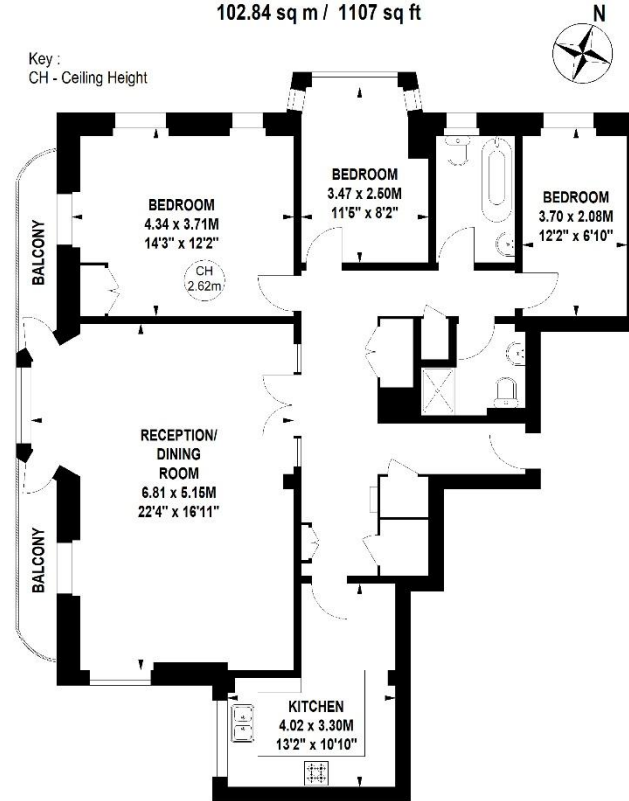 102.84 sq m / 1107 sq ft
N
Key :
CH - Ceiling Height
BEDROOM
4.34 x 3.71M
14'3" x 12'2"
CH
2.62m
BEDROOM
3.47 x 2.50M
11'5" x 8'2"
BEDROOM
3.70 x 2.08M
12'2" x 6'10"
BALCONY
RECEPTION/
DINING
ROOM
6.81 x 5.15M
22'4" x 16'11"
BALCONY
KITCHEN
4.02 x 3.30M
13'2" x 10'10"